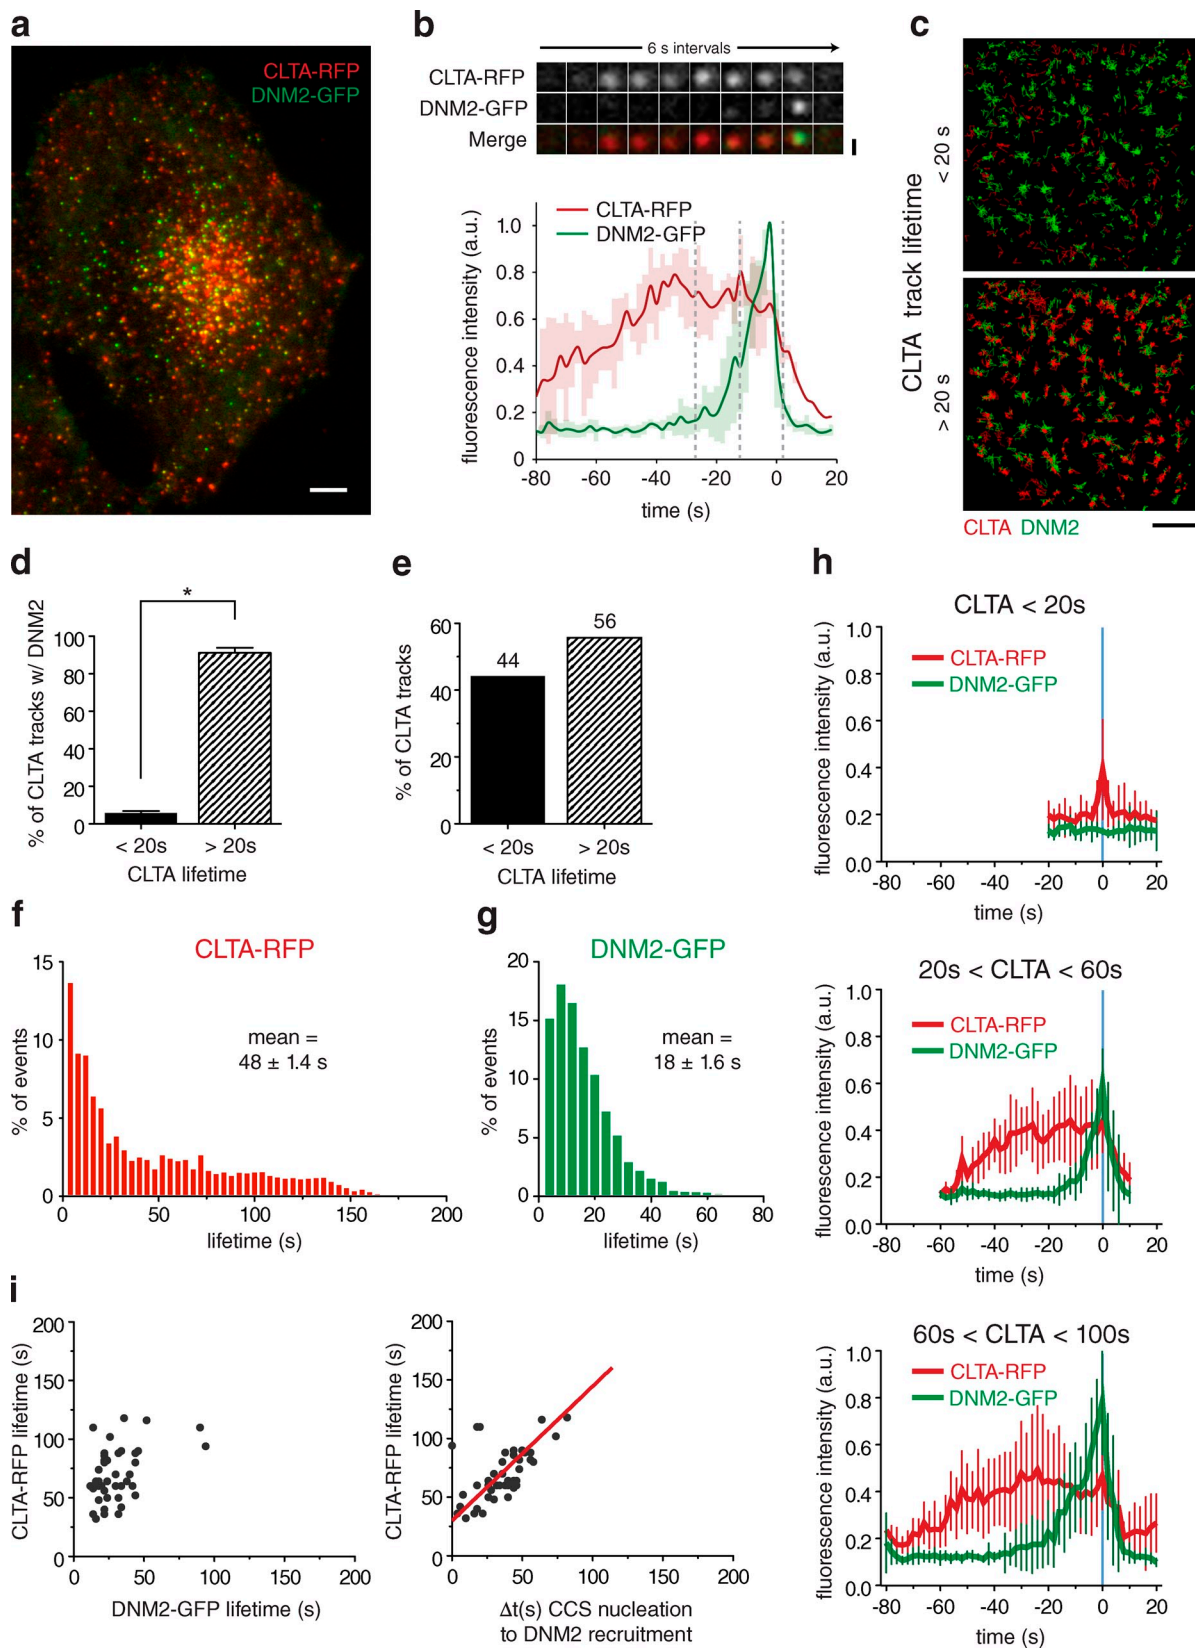 a
CLTA-RFP
DNM2-GFP
b
6 s intervals
CLTA-RFP
DNM2-GFP
Merge
fluorescence intensity (a.u.)
1.0
0.8
0.6
0.4
0.2
0
CLTA-RFP
DNM2-GFP
-80 -60 -40 -20 0 20
time (s)
c
CLTA track lifetime
< 20 s
> 20 s
CLTA DNM2
d
% of CLTA tracks w/ DNM2
100
80
60
40
20
0
*
< 20s > 20s
CLTA lifetime
e
% of CLTA tracks
60
40
20
0
44
56
< 20s > 20s
CLTA lifetime
f
CLTA-RFP
% of events
15
10
5
0
mean =
48 ± 1.4 s
0 50 100 150 200
lifetime (s)
g
DNM2-GFP
% of events
20
15
10
5
0
mean =
18 ± 1.6 s
0 20 40 60 80
lifetime (s)
h
CLTA < 20s
fluorescence intensity (a.u.)
1.0
0.8
0.6
0.4
0.2
0.0
CLTA-RFP
DNM2-GFP
-80 -60 -40 -20 0 20
time (s)
20s < CLTA < 60s
fluorescence intensity (a.u.)
1.0
0.8
0.6
0.4
0.2
0.0
CLTA-RFP
DNM2-GFP
-80 -60 -40 -20 0 20
time (s)
60s < CLTA < 100s
fluorescence intensity (a.u.)
1.0
0.8
0.6
0.4
0.2
0.0
CLTA-RFP
DNM2-GFP
-80 -60 -40 -20 0 20
time (s)
i
CLTA-RFP lifetime (s)
200
150
100
50
0
0 50 100 150 200
DNM2-GFP lifetime (s)
CLTA-RFP lifetime (s)
200
150
100
50
0
0 50 100 150 200
Δt(s) CCS nucleation
to DNM2 recruitment